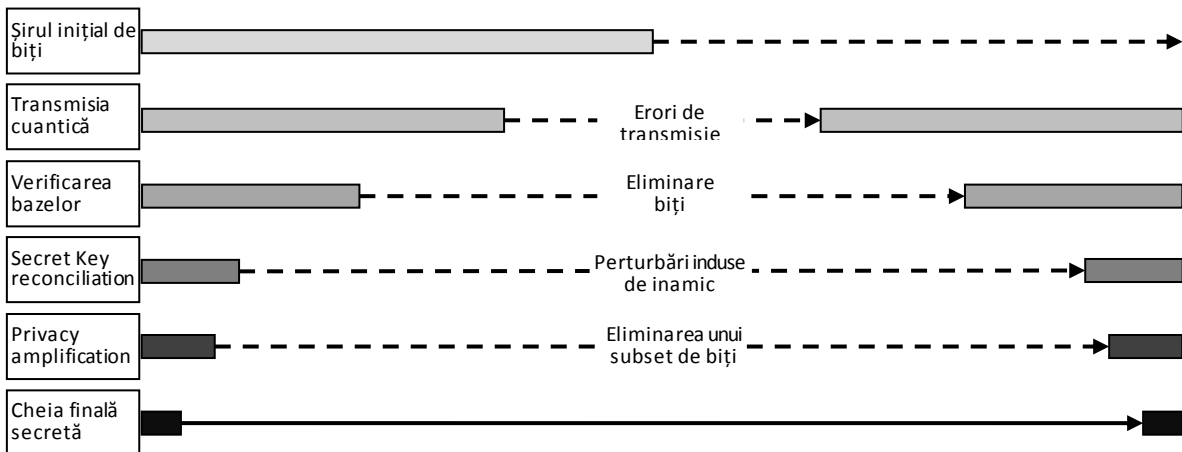 Șirul inițial de
biți
Transmisia
cuantică
Erori de
transmisie
Verificarea
bazelor
Eliminare
biți
Secret Key
reconciliation
Perturbări induse
de inamic
Privacy
amplification
Eliminarea unui
subset de biți
Cheia finală
secretă